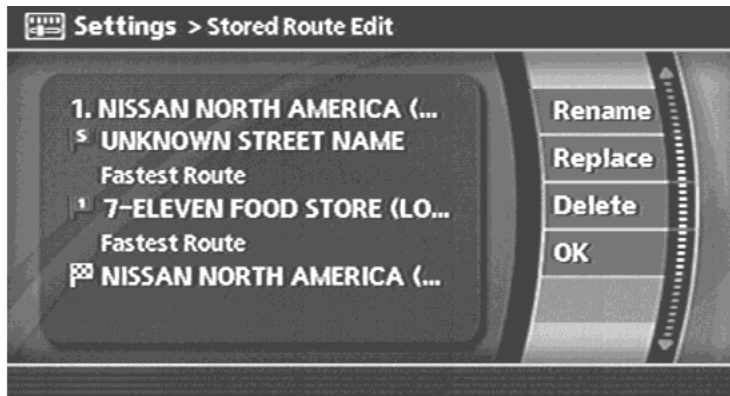 Settings > Stored Route Edit
1. NISSAN NORTH AMERICA (...
S UNKNOWN STREET NAME
Fastest Route
1 7-ELEVEN FOOD STORE (LO...
Fastest Route
NISSAN NORTH AMERICA (...
Rename
Replace
Delete
OK